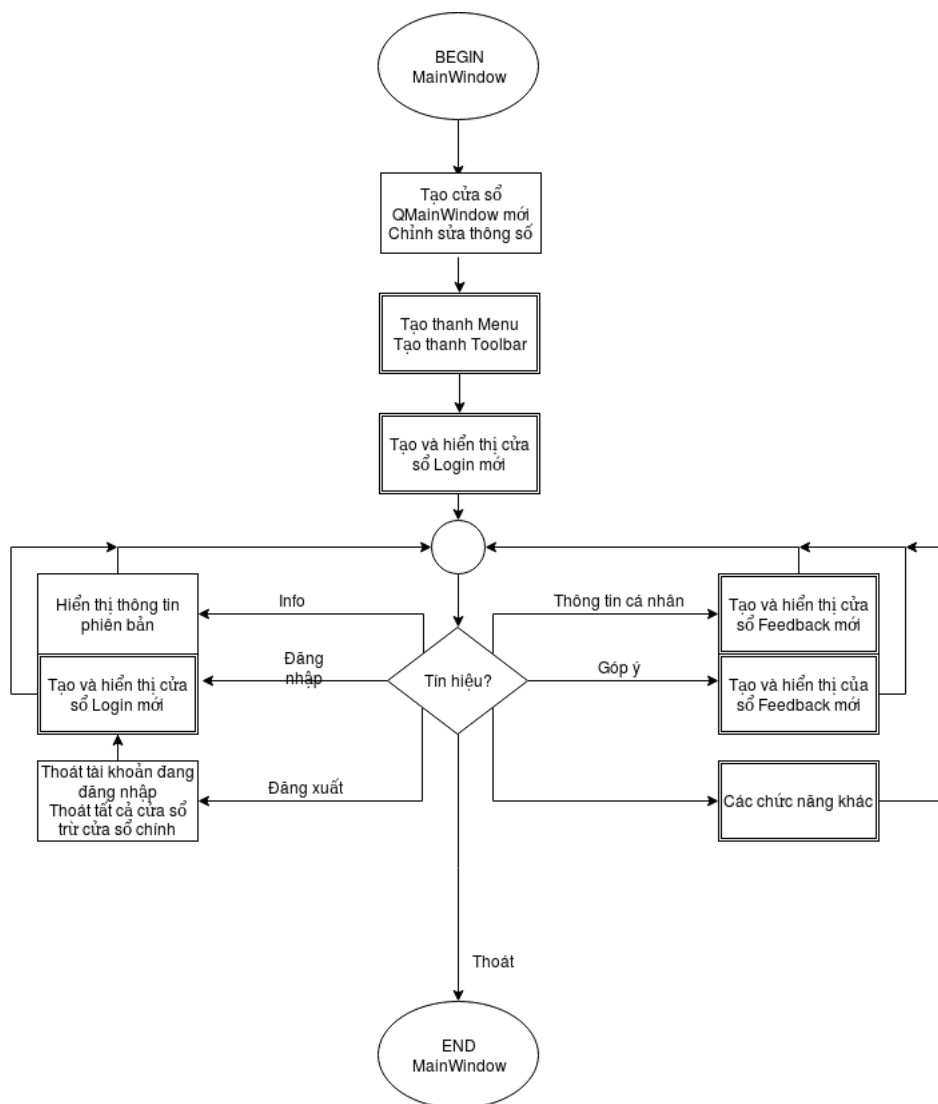 BEGIN
MainWindow
Tạo cửa sổ
QMainWindow mới
Chỉnh sửa thông số
Tạo thanh Menu
Tạo thanh Toolbar
Tạo và hiển thị cửa
sổ Login mới
Hiển thị thông tin
phiên bản
Info
Thông tin cá nhân
Tạo và hiển thị cửa
sổ Feedback mới
Tạo và hiển thị cửa
sổ Login mới
Đăng
nhập
Tín hiệu?
Góp ý
Tạo và hiển thị của
sổ Feedback mới
Thoát tài khoản đang
đăng nhập
Thoát tất cả cửa sổ
trừ cửa sổ chính
Đăng xuất
Các chức năng khác
Thoát
END
MainWindow